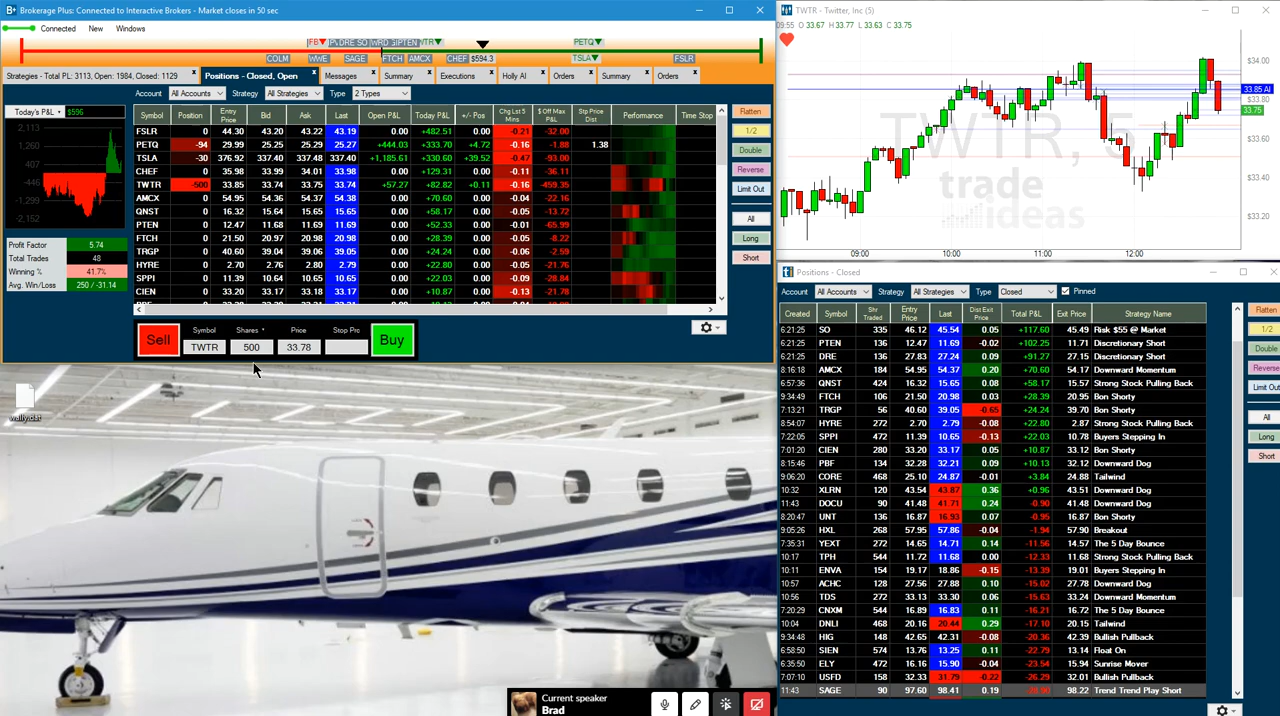 Brokerage Plus: Connected to Interactive Brokers - Market closes in 50 sec
Connected New Windows
FB▼ PETQ▼
COLM WWE SAGE FTCH AMCX CHEF $594.3 TSLA▼ FSLR
Strategies - Total PL: 3113, Open: 1984, Closed: 1129 x Positions - Closed, Open x Messages x Summary x Executions x Holly AI x Orders x Summary x Orders x
Account All Accounts Strategy All Strategies Type 2 Types
Today's P&L $596
2,113
1,260
407
-446
-1,299
-2,152
Profit Factor 5.74
Total Trades 48
Winning % 41.7%
Avg. Win/Loss 250 / -31.14
Symbol Position Entry Price Bid Ask Last Open P&L Today P&L +/- Pos Chg Last 5 Mins $ Off Max P&L Stp Price Dist Performance Time Stop
FSLR 0 44.30 43.20 43.22 43.19 0.00 +482.51 0.00 -0.21 -32.00
PETQ -94 29.99 25.25 25.29 25.27 +444.03 +333.70 +4.72 -0.16 -1.88 1.38
TSLA -30 376.92 337.40 337.48 337.40 +1,185.61 +330.60 +39.52 -0.47 -93.00
CHEF 0 35.98 33.99 34.01 33.98 0.00 +129.31 0.00 -0.11 -36.11
TWTR -500 33.85 33.74 33.75 33.74 +57.27 +82.82 +0.11 -0.16 -459.35
AMCX 0 54.95 54.36 54.37 54.38 0.00 +70.60 0.00 -0.04 -22.16
QNST 0 16.32 15.64 15.65 15.65 0.00 +58.17 0.00 -0.05 -13.72
PTEN 0 12.47 11.68 11.69 11.69 0.00 +52.33 0.00 -0.01 -65.99
FTCH 0 21.50 20.97 20.98 20.98 0.00 +28.39 0.00 -0.05 -8.22
TRGP 0 40.60 39.04 39.06 39.05 0.00 +24.24 0.00 -0.06 -2.59
HYRE 0 2.70 2.76 2.80 2.79 0.00 +22.80 0.00 -0.05 -21.76
SPPI 0 11.39 10.64 10.65 10.65 0.00 +22.03 0.00 -0.09 -28.84
CIEN 0 33.20 33.17 33.18 33.17 0.00 +10.87 0.00 -0.13 -21.78
Flatten
1/2
Double
Reverse
Limit Out
All
Long
Short
Sell Symbol Shares Price Stop Prc Buy
TWTR 500 33.78
wally.dat
Current speaker
Brad
TWTR - Twitter, Inc (5)
09:55 O 33.67 H 33.77 L 33.63 C 33.75
TWTR, 5
trade
ideas
$34.00
33.85 Al
$33.80
33.75
$33.60
$33.40
$33.20
09:00 10:00 11:00 12:00
Positions - Closed
Account All Accounts Strategy All Strategies Type Closed Pinned
Created Symbol Shr Traded Entry Price Last Dist Exit Price Total P&L Exit Price Strategy Name
6:21:25 SO 335 46.12 45.54 0.05 +117.60 45.49 Risk $55 @ Market
6:21:25 PTEN 136 12.47 11.69 -0.02 +102.25 11.71 Discretionary Short
6:21:25 DRE 136 27.83 27.24 0.09 +91.27 27.15 Discretionary Short
8:16:18 AMCX 184 54.95 54.37 0.20 +70.60 54.17 Downward Momentum
6:57:36 QNST 424 16.32 15.65 0.08 +58.17 15.57 Strong Stock Pulling Back
9:34:49 FTCH 106 21.50 20.98 0.03 +28.39 20.95 Bon Shorty
7:13:21 TRGP 56 40.60 39.05 -0.65 +24.24 39.70 Bon Shorty
8:54:07 HYRE 272 2.70 2.79 -0.08 +22.80 2.87 Strong Stock Pulling Back
7:22:05 SPPI 472 11.39 10.65 -0.13 +22.03 10.78 Buyers Stepping In
7:01:20 CIEN 280 33.20 33.17 0.05 +10.87 33.12 Bon Shorty
8:15:46 PBF 134 32.28 32.21 0.09 +10.13 32.12 Downward Dog
9:06:20 CORE 468 25.10 24.87 -0.01 +3.84 24.88 Tailwind
10:32 XLRN 120 43.54 43.87 0.36 +0.96 43.51 Downward Dog
11:43 DOCU 90 41.48 41.71 0.24 -0.90 41.48 Downward Dog
8:20:47 UNT 136 16.87 16.93 0.07 -0.95 16.87 Bon Shorty
9:05:26 HXL 268 57.95 57.86 -0.04 -1.94 57.90 Breakout
7:35:31 YEXT 272 14.65 14.71 0.14 -11.56 14.57 The 5 Day Bounce
10:17 TPH 544 11.72 11.68 0.00 -12.33 11.68 Strong Stock Pulling Back
10:11 ENVA 154 19.17 18.86 -0.15 -13.39 19.01 Buyers Stepping In
10:57 ACHC 128 27.56 27.88 0.10 -15.02 27.78 Downward Dog
10:56 TDS 272 33.13 33.30 0.06 -15.63 33.24 Downward Momentum
7:20:29 CNXM 544 16.89 16.83 0.11 -16.21 16.72 The 5 Day Bounce
10:04 DNLI 468 20.16 20.44 0.29 -17.10 20.15 Tailwind
9:34:48 HIG 148 42.65 42.31 -0.08 -20.36 42.39 Bullish Pullback
6:58:50 SIEN 574 13.76 13.25 0.11 -22.79 13.14 Float On
6:35:50 ELY 472 16.16 15.90 -0.04 -23.54 15.94 Sunrise Mover
7:07:10 USFD 158 32.33 31.79 -0.22 -26.29 32.01 Bullish Pullback
11:43 SAGE 90 97.60 98.41 0.19 98.22 Trend Trend Play Short
Flatten
1/2
Double
Reverse
Limit Out
All
Long
Short